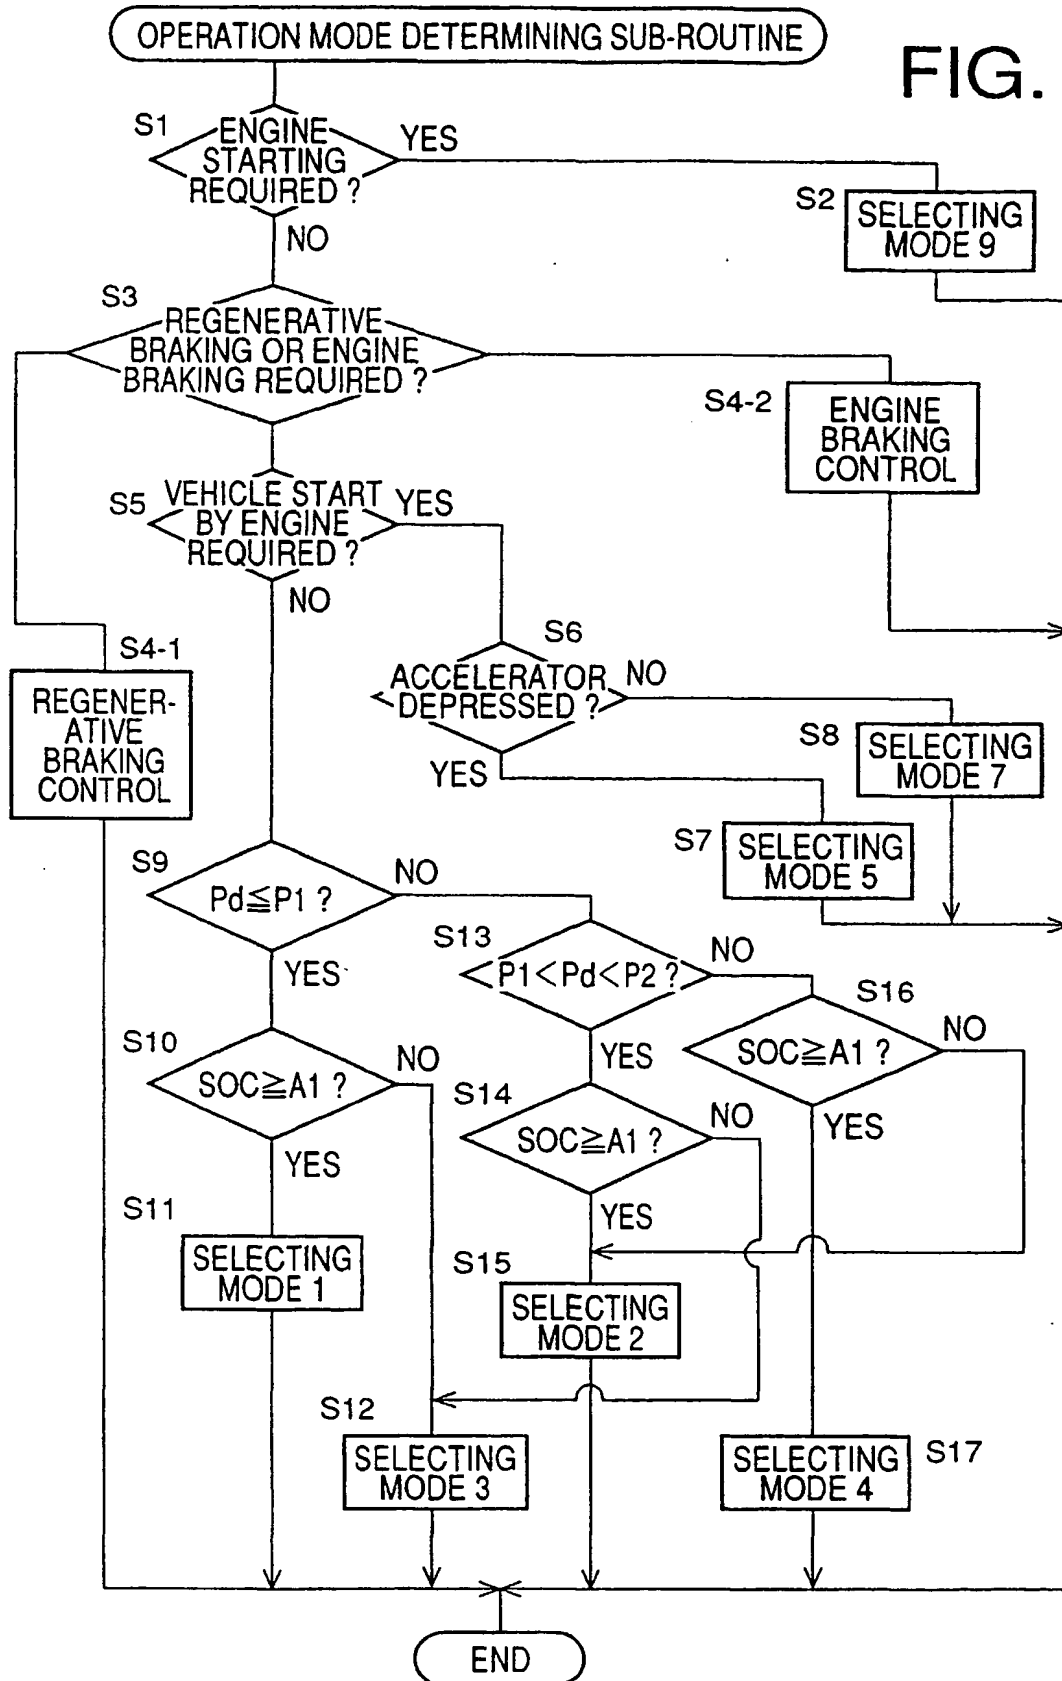 OPERATION MODE DETERMINING SUB-ROUTINE
FIG.
S1
ENGINE
STARTING
REQUIRED ?
YES
NO
S2
SELECTING
MODE 9
S3
REGENERATIVE
BRAKING OR ENGINE
BRAKING REQUIRED ?
S4-2
ENGINE
BRAKING
CONTROL
S5
VEHICLE START
BY ENGINE
REQUIRED ?
YES
NO
S4-1
REGENER-
ATIVE
BRAKING
CONTROL
S6
ACCELERATOR
DEPRESSED ?
NO
YES
S8
SELECTING
MODE 7
S7
SELECTING
MODE 5
S9
Pd≦P1 ?
NO
YES
S13
P1<Pd<P2 ?
NO
YES
S16
SOC≧A1 ?
NO
YES
S10
SOC≧A1 ?
NO
YES
S14
SOC≧A1 ?
NO
YES
S11
SELECTING
MODE 1
S15
SELECTING
MODE 2
S12
SELECTING
MODE 3
SELECTING
MODE 4
S17
END